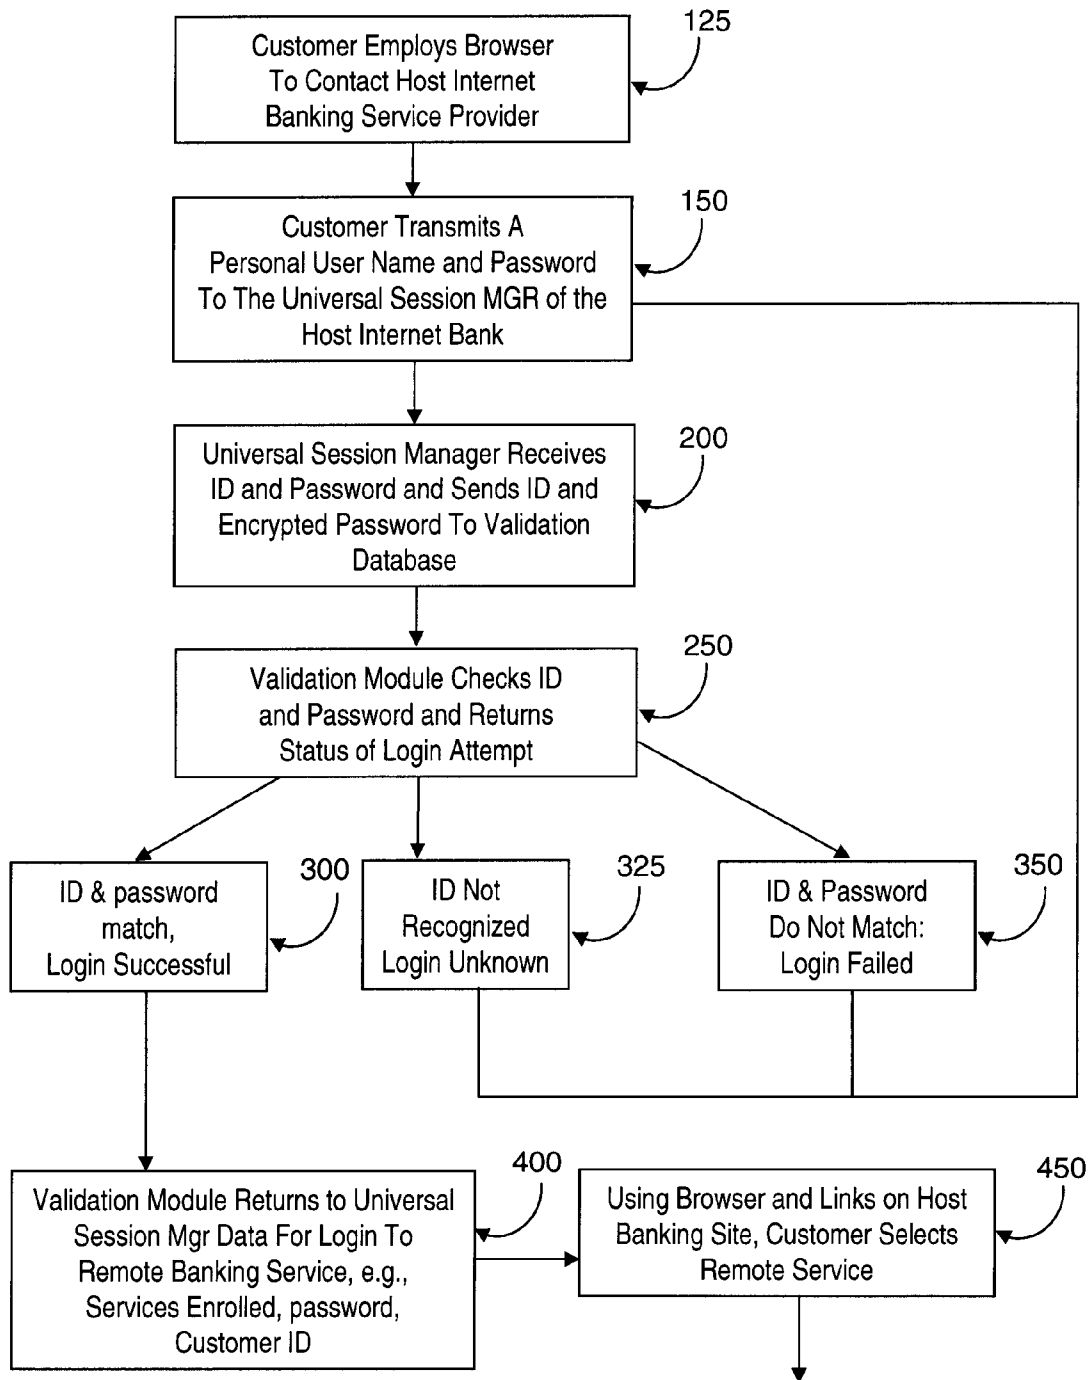 125
Customer Employs Browser
To Contact Host Internet
Banking Service Provider
150
Customer Transmits A
Personal User Name and Password
To The Universal Session MGR of the
Host Internet Bank
200
Universal Session Manager Receives
ID and Password and Sends ID and
Encrypted Password To Validation
Database
250
Validation Module Checks ID
and Password and Returns
Status of Login Attempt
300
ID & password
match,
Login Successful
325
ID Not
Recognized
Login Unknown
350
ID & Password
Do Not Match:
Login Failed
400
Validation Module Returns to Universal
Session Mgr Data For Login To
Remote Banking Service, e.g.,
Services Enrolled, password,
Customer ID
450
Using Browser and Links on Host
Banking Site, Customer Selects
Remote Service